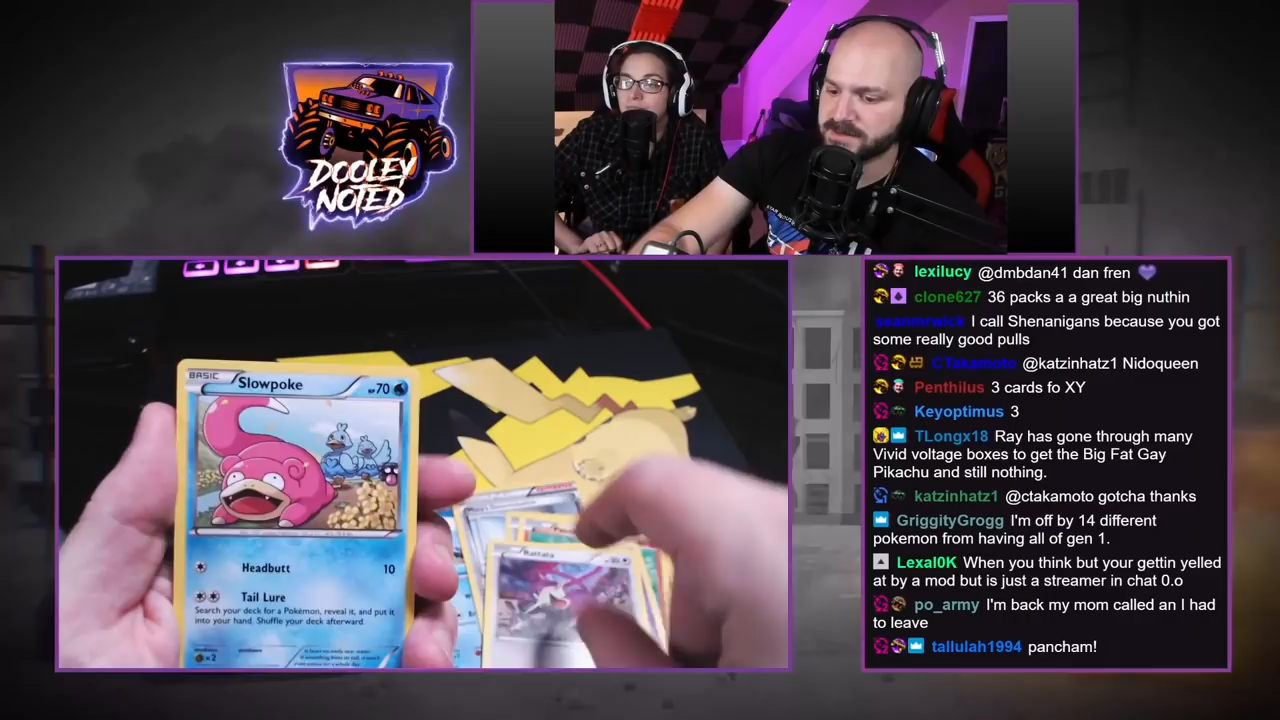 DOOLEY
NOTED
BASIC
Slowpoke
HP70
Headbutt 10
Tail Lure
Search your deck for a Pokémon, reveal it, and put it
into your hand. Shuffle your deck afterward.
×2
Rattata
lexilucy @dmbdan41 dan fren
clone627 36 packs a a great big nuthin
seanmrwick I call Shenanigans because you got
some really good pulls
CTakamoto @katzinhatz1 Nidoqueen
Penthilus 3 cards fo XY
Keyoptimus 3
TLongx18 Ray has gone through many
Vivid voltage boxes to get the Big Fat Gay
Pikachu and still nothing.
katzinhatz1 @ctakamoto gotcha thanks
GriggityGrogg I'm off by 14 different
pokemon from having all of gen 1.
Lexal0K When you think but your gettin yelled
at by a mod but is just a streamer in chat 0.o
po_army I'm back my mom called an I had
to leave
tallulah1994 pancham!